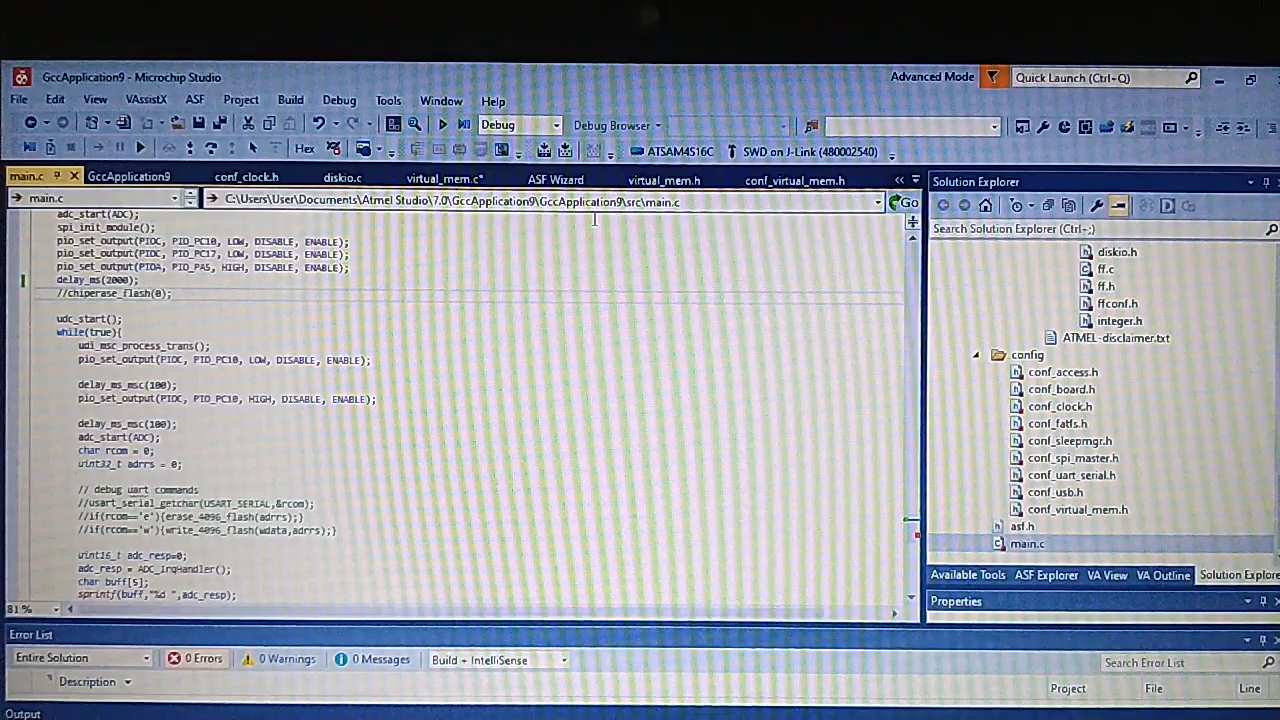 GccApplication9 - Microchip Studio
Advanced Mode
Quick Launch (Ctrl+Q)
File Edit View VAssistX ASF Project Build Debug Tools Window Help
Debug
Debug Browser
Hex
ATSAM4S16C
SWD on J-Link (480002540)
main.c GccApplication9 conf_clock.h diskio.c virtual_mem.c* ASF Wizard virtual_mem.h conf_virtual_mem.h
main.c
C:\Users\User\Documents\Atmel Studio\7.0\GccApplication9\GccApplication9\src\main.c
Go
adc_start(ADC);
spi_init_module();
pio_set_output(PIOC, PIO_PC10, LOW, DISABLE, ENABLE);
pio_set_output(PIOC, PIO_PC17, LOW, DISABLE, ENABLE);
pio_set_output(PIOA, PIO_PA5, HIGH, DISABLE, ENABLE);
delay_ms(2000);
//chiperase_flash(0);
udc_start();
while(true){
udi_msc_process_trans();
pio_set_output(PIOC, PIO_PC10, LOW, DISABLE, ENABLE);
delay_ms_msc(100);
pio_set_output(PIOC, PIO_PC10, HIGH, DISABLE, ENABLE);
delay_ms_msc(100);
adc_start(ADC);
char rcom = 0;
uint32_t adrrs = 0;
// debug uart commands
//usart_serial_getchar(USART_SERIAL,&rcom);
//if(rcom=='e'){erase_4096_flash(adrrs);}
//if(rcom=='w'){write_4096_flash(wdata,adrrs);}
uint16_t adc_resp=0;
adc_resp = ADC_IrqHandler();
char buff[5];
sprintf(buff,"%d ",adc_resp);
81 %
Solution Explorer
Search Solution Explorer (Ctrl+;)
diskio.h
ff.c
ff.h
ffconf.h
integer.h
ATMEL-disclaimer.txt
config
conf_access.h
conf_board.h
conf_clock.h
conf_fatfs.h
conf_sleepmgr.h
conf_spi_master.h
conf_uart_serial.h
conf_usb.h
conf_virtual_mem.h
asf.h
main.c
Available Tools ASF Explorer VA View VA Outline Solution Explore
Properties
Error List
Entire Solution
0 Errors
0 Warnings
0 Messages
Build + IntelliSense
Search Error List
Description
Project File Line
Output